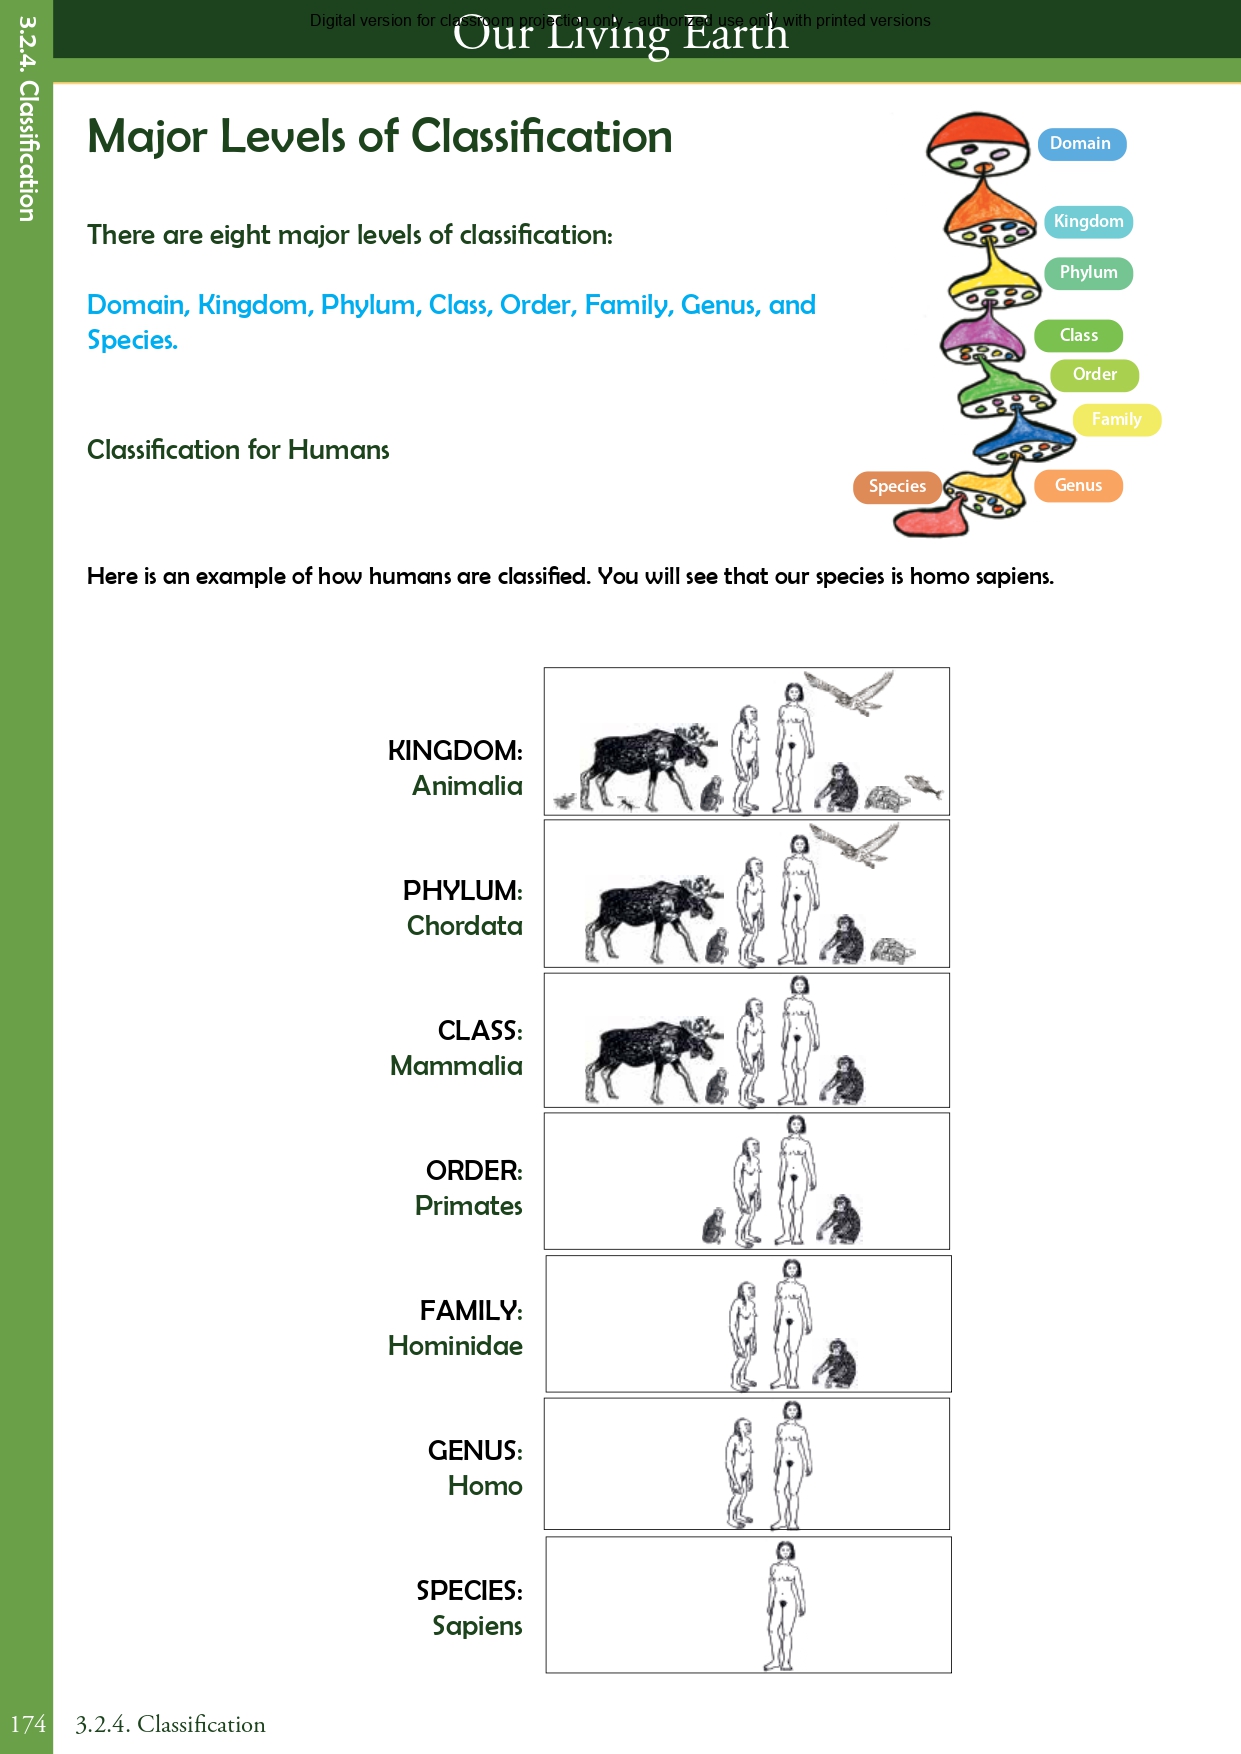 3.2.4. Classification
Digital version for classroom projection only - authorized use only with printed versions
Our Living Earth
Major Levels of Classification
There are eight major levels of classification:
Domain, Kingdom, Phylum, Class, Order, Family, Genus, and
Species.
Domain
Kingdom
Phylum
Class
Order
Family
Genus
Species
Classification for Humans
Here is an example of how humans are classified. You will see that our species is homo sapiens.
KINGDOM:
Animalia
PHYLUM:
Chordata
CLASS:
Mammalia
ORDER:
Primates
FAMILY:
Hominidae
GENUS:
Homo
SPECIES:
Sapiens
174 3.2.4. Classification